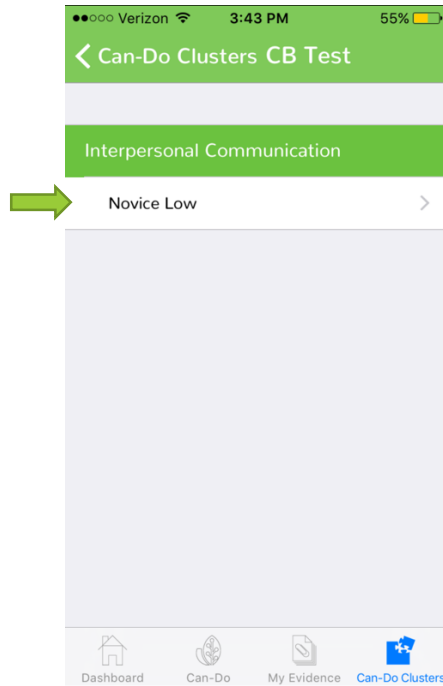 Verizon 3:43 PM 55%
Can-Do Clusters CB Test
Interpersonal Communication
Novice Low
Dashboard Can-Do My Evidence Can-Do Clusters